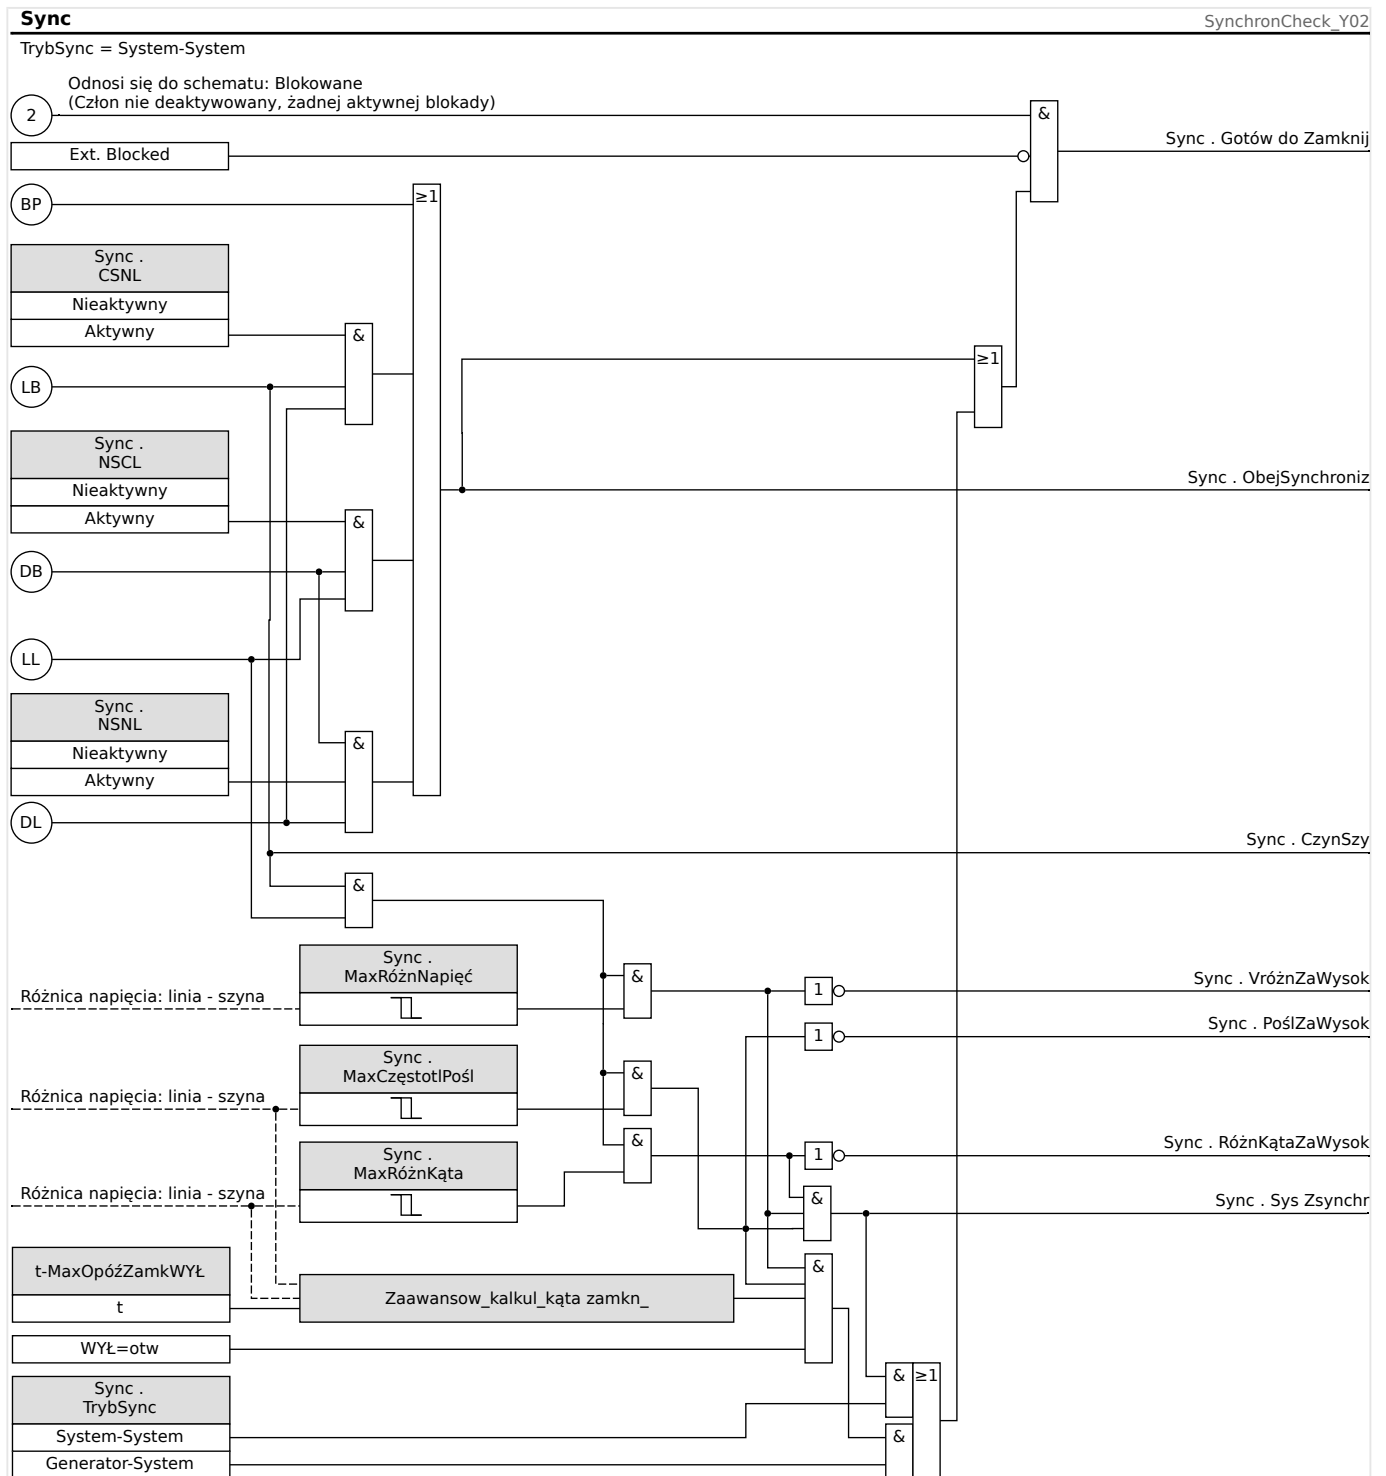 Sync
SynchronCheck_Y02
TrybSync = System-System
Odnosi się do schematu: Blokowane
(Człon nie deaktywowany, żadnej aktywnej blokady)
2
&
Sync . Gotów do Zamknij
Ext. Blocked
BP
≥1
Sync .
CSNL
Nieaktywny
Aktywny
&
≥1
LB
Sync .
NSCL
Nieaktywny
Aktywny
&
Sync . ObejSynchroniz
DB
LL
Sync .
NSNL
Nieaktywny
Aktywny
&
DL
Sync . CzynSzy
&
Sync .
MaxRóżnNapięć
Różnica napięcia: linia - szyna
&
1
Sync . VróżnZaWysok
1
Sync . PoślZaWysok
Sync .
MaxCzęstotlPośl
Różnica napięcia: linia - szyna
&
Sync .
MaxRóżnKąta
Różnica napięcia: linia - szyna
&
1
Sync . RóżnKątaZaWysok
&
Sync . Sys Zsynchr
t-MaxOpóźZamkWYŁ
t
Zaawansow_kalkul_kąta zamkn_
&
WYŁ=otw
Sync .
TrybSync
System-System
Generator-System
&
≥1
&